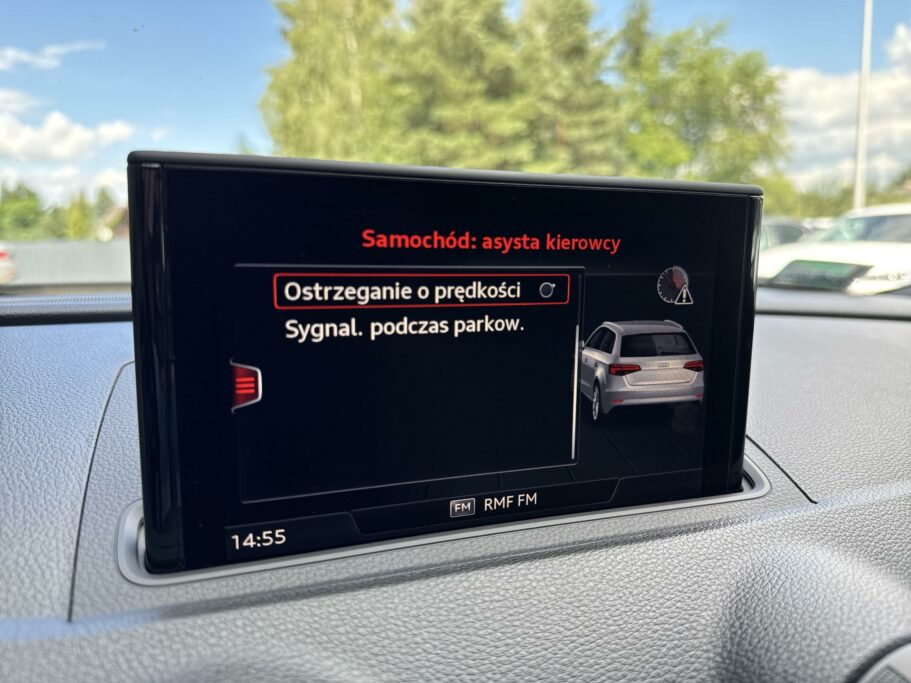 Samochód: asysta kierowcy
Ostrzeganie o prędkości
Sygnal. podczas parkow.
FM RMF FM
14:55